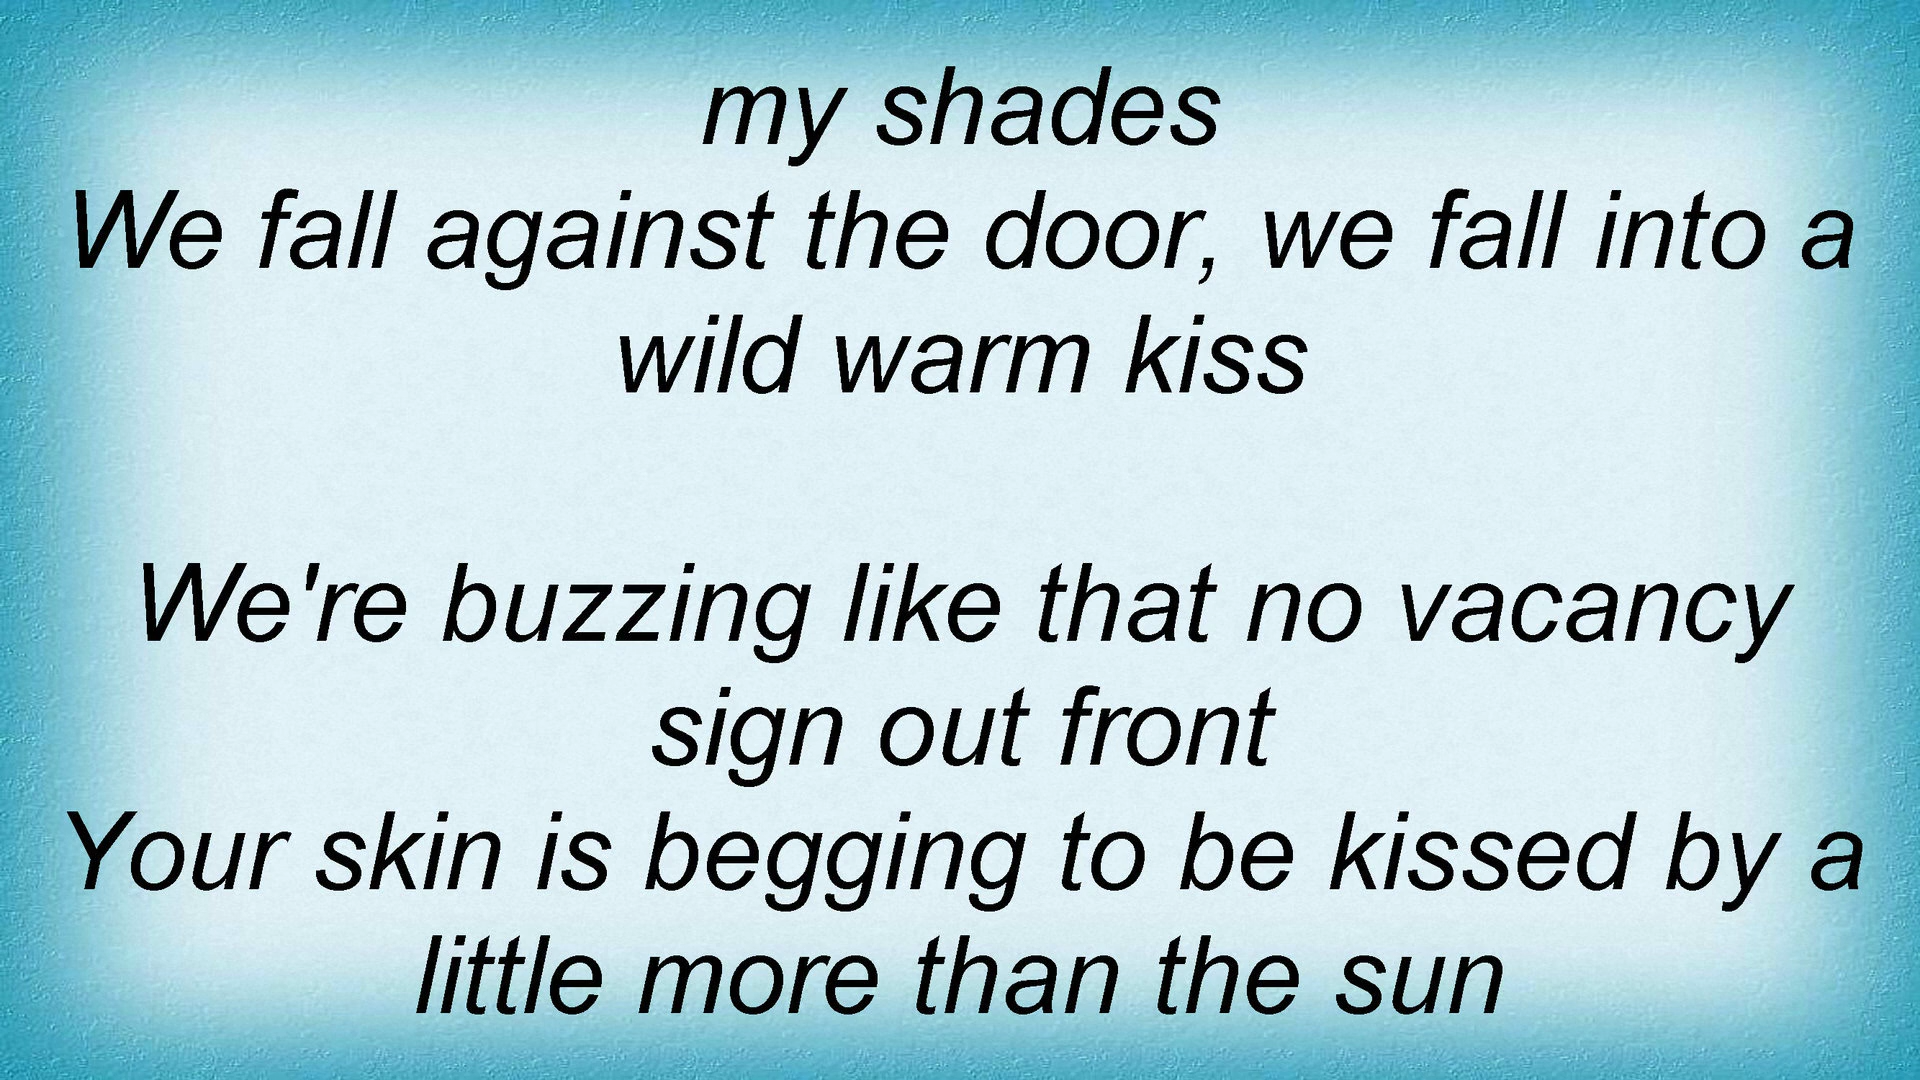 my shades
We fall against the door, we fall into a
wild warm kiss
We're buzzing like that no vacancy
sign out front
Your skin is begging to be kissed by a
little more than the sun